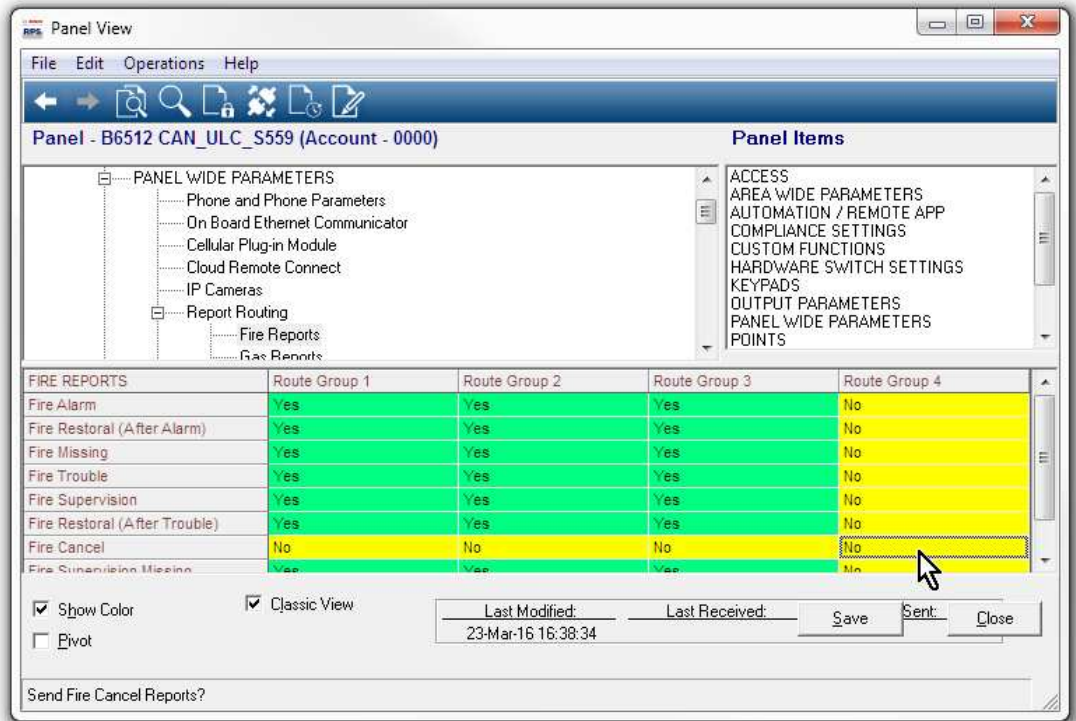 RPS Panel View
File Edit Operations Help
Panel - B6512 CAN_ULC_S559 (Account - 0000)
Panel Items
PANEL WIDE PARAMETERS
Phone and Phone Parameters
On Board Ethernet Communicator
Cellular Plug-in Module
Cloud Remote Connect
IP Cameras
Report Routing
Fire Reports
Gas Reports
ACCESS
AREA WIDE PARAMETERS
AUTOMATION / REMOTE APP
COMPLIANCE SETTINGS
CUSTOM FUNCTIONS
HARDWARE SWITCH SETTINGS
KEYPADS
OUTPUT PARAMETERS
PANEL WIDE PARAMETERS
POINTS
FIRE REPORTS Route Group 1 Route Group 2 Route Group 3 Route Group 4
Fire Alarm Yes Yes Yes No
Fire Restoral (After Alarm) Yes Yes Yes No
Fire Missing Yes Yes Yes No
Fire Trouble Yes Yes Yes No
Fire Supervision Yes Yes Yes No
Fire Restoral (After Trouble) Yes Yes Yes No
Fire Cancel No No No No
Fire Supervision Missing Yes Yes Yes No
Show Color Classic View Last Modified: Last Received: Save Sent: Close
Pivot 23-Mar-16 16:38:34
Send Fire Cancel Reports?